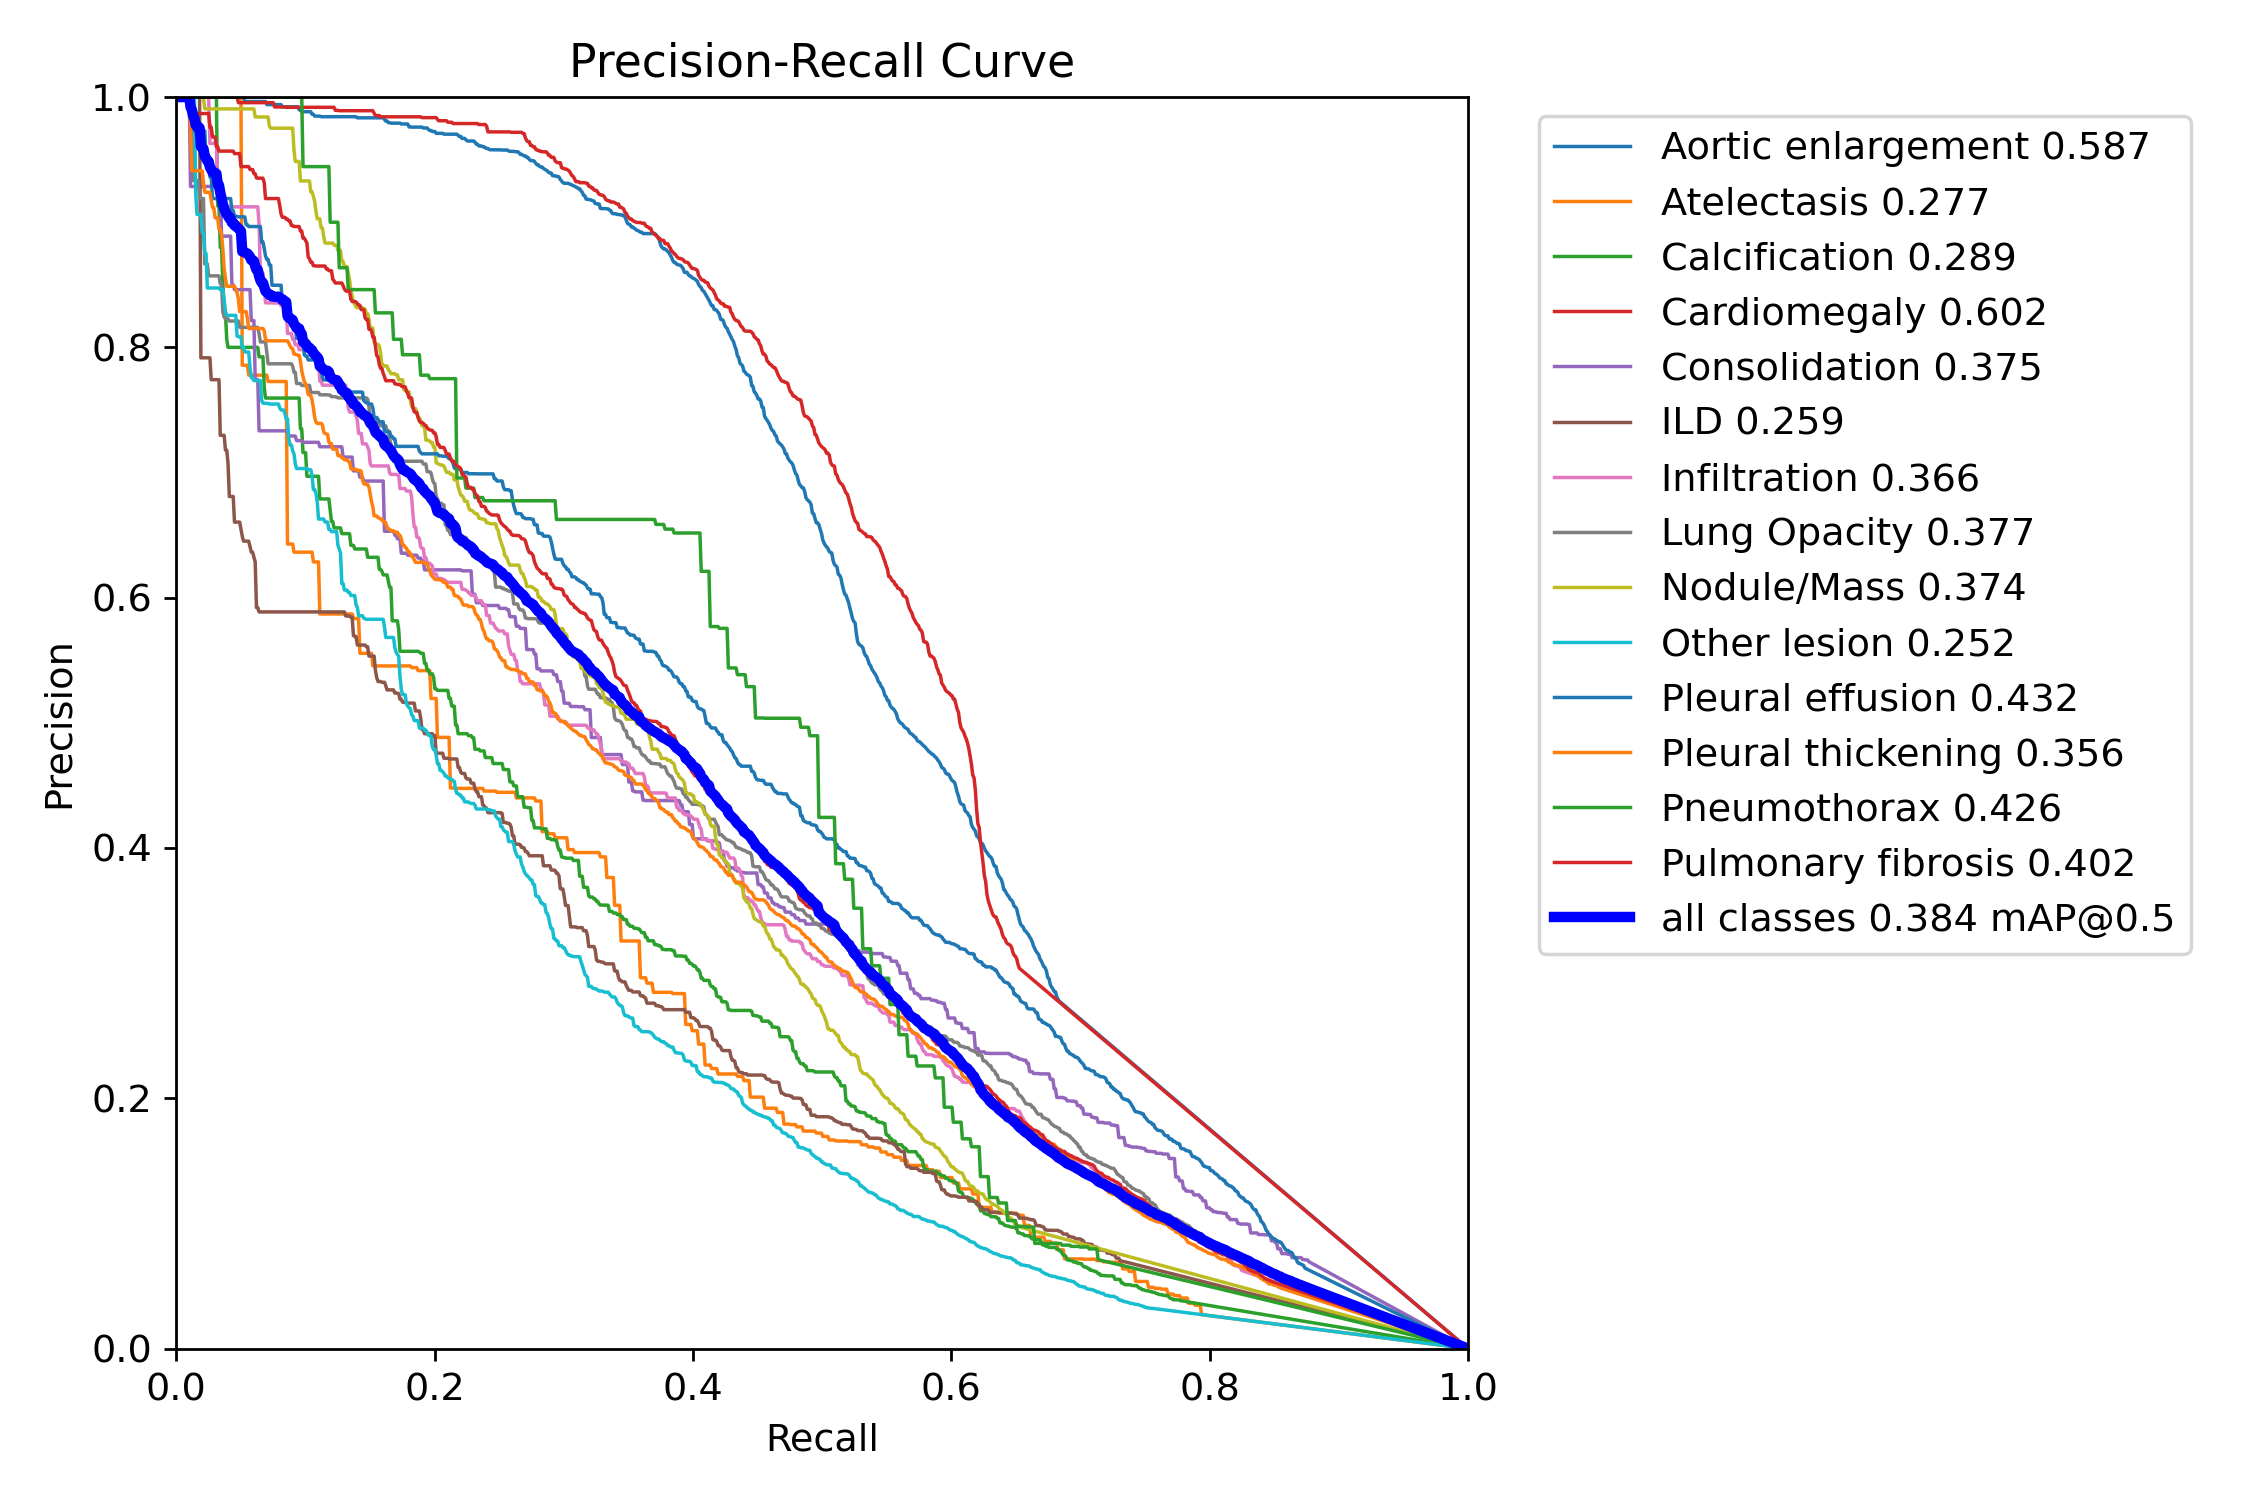 Precision-Recall Curve
1.0
0.8
0.6
0.4
0.2
0.0
Precision
0.0 0.2 0.4 0.6 0.8 1.0
Recall
Aortic enlargement 0.587
Atelectasis 0.277
Calcification 0.289
Cardiomegaly 0.602
Consolidation 0.375
ILD 0.259
Infiltration 0.366
Lung Opacity 0.377
Nodule/Mass 0.374
Other lesion 0.252
Pleural effusion 0.432
Pleural thickening 0.356
Pneumothorax 0.426
Pulmonary fibrosis 0.402
all classes 0.384 mAP@0.5